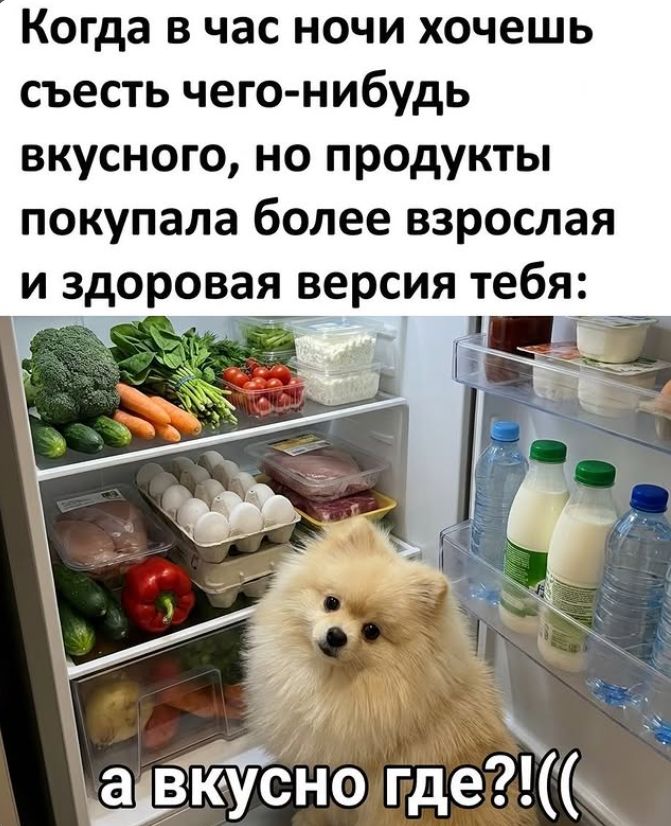 Когда в час ночи хочешь
съесть чего-нибудь
вкусного, но продукты
покупала более взрослая
и здоровая версия тебя:
а вкусно где?!((